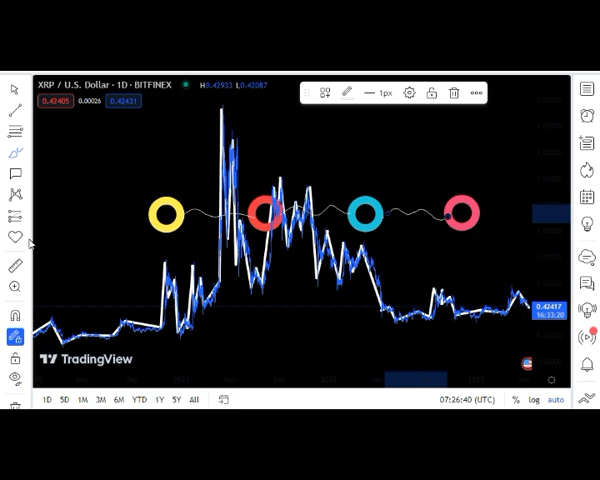 XRP / U.S. Dollar · 1D · BITFINEX H0.42933 L0.42087
0.42405 0.00026 0.42431
1px
0.42417
16:33:20
TradingView
2022
1D 5D 1M 3M 6M YTD 1Y 5Y All
07:26:40 (UTC) % log auto